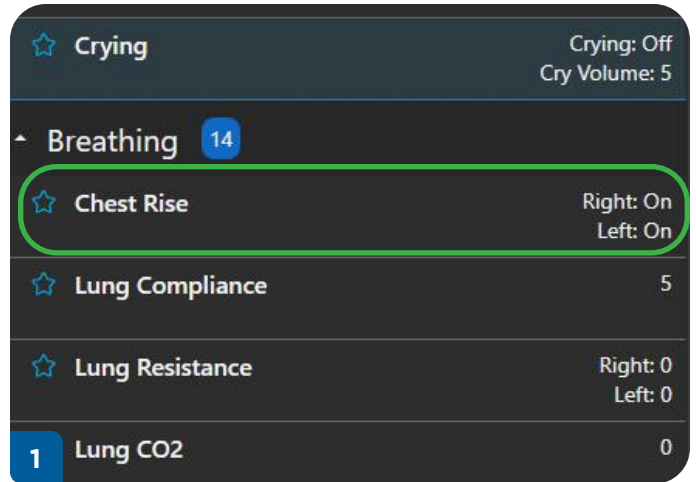 Crying
Crying: Off
Cry Volume: 5
Breathing 14
Chest Rise
Right: On
Left: On
Lung Compliance
5
Lung Resistance
Right: 0
Left: 0
1
Lung CO2
0